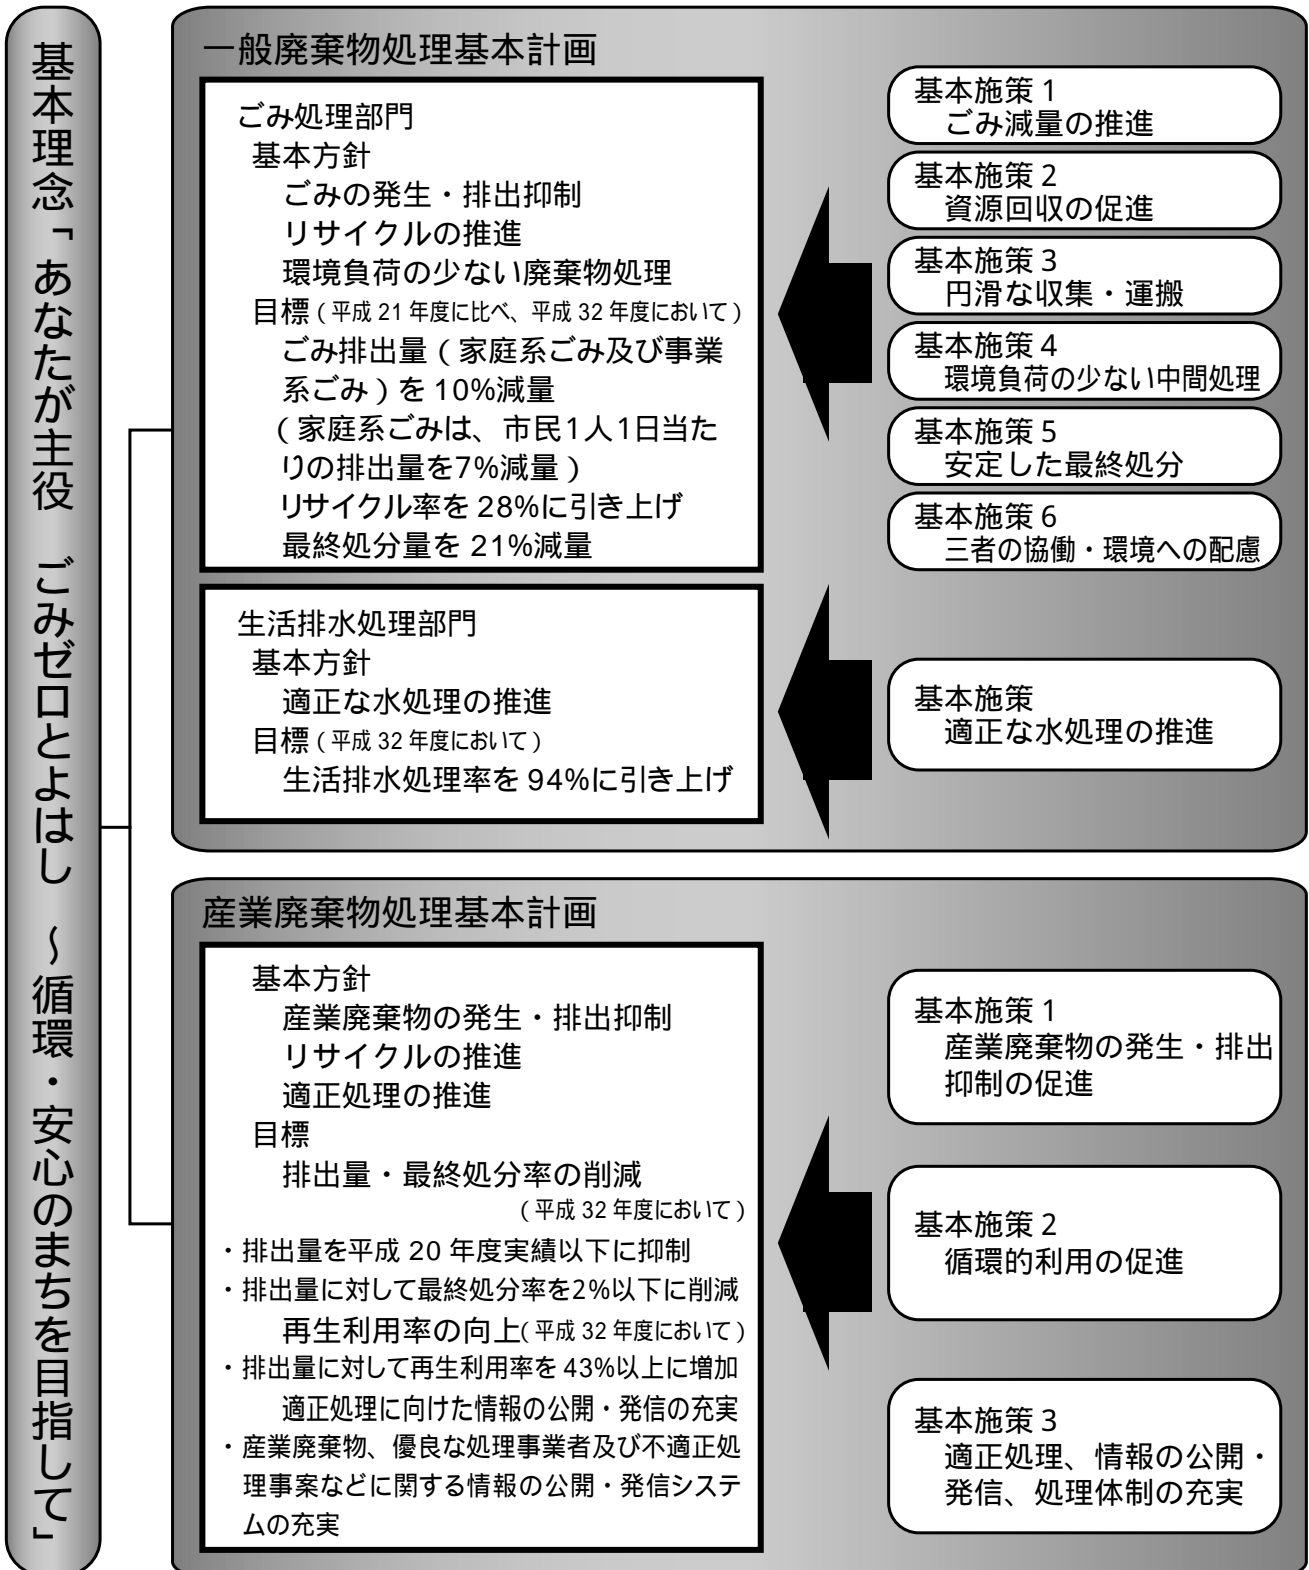 基本理念「あなたが主役　ごみゼロとよはし　～循環・安心のまちを目指して」
一般廃棄物処理基本計画
ごみ処理部門
基本方針
ごみの発生・排出抑制
リサイクルの推進
環境負荷の少ない廃棄物処理
目標（平成 21 年度に比べ、平成 32 年度において）
ごみ排出量（家庭系ごみ及び事業
系ごみ）を 10%減量
（家庭系ごみは、市民1人1日当た
りの排出量を7%減量）
リサイクル率を 28%に引き上げ
最終処分量を 21%減量
基本施策 1
ごみ減量の推進
基本施策 2
資源回収の促進
基本施策 3
円滑な収集・運搬
基本施策 4
環境負荷の少ない中間処理
基本施策 5
安定した最終処分
基本施策 6
三者の協働・環境への配慮
生活排水処理部門
基本方針
適正な水処理の推進
目標（平成 32 年度において）
生活排水処理率を 94%に引き上げ
基本施策
適正な水処理の推進
産業廃棄物処理基本計画
基本方針
産業廃棄物の発生・排出抑制
リサイクルの推進
適正処理の推進
目標
排出量・最終処分率の削減
（平成 32 年度において）
・排出量を平成 20 年度実績以下に抑制
・排出量に対して最終処分率を2%以下に削減
再生利用率の向上（平成 32 年度において）
・排出量に対して再生利用率を 43%以上に増加
適正処理に向けた情報の公開・発信の充実
・産業廃棄物、優良な処理事業者及び不適正処
理事案などに関する情報の公開・発信システ
ムの充実
基本施策 1
産業廃棄物の発生・排出
抑制の促進
基本施策 2
循環的利用の促進
基本施策 3
適正処理、情報の公開・
発信、処理体制の充実